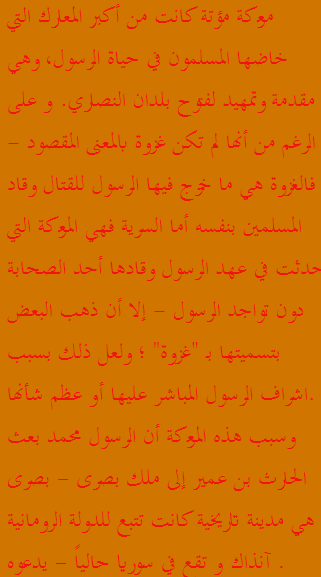 معركة مؤتة كانت من أكبر المعارك التي
خاضها المسلمون في حياة الرسول، وهي
مقدمة وتمهيد لفتوح بلدان النصارى. و على
الرغم من أنها لم تكن غزوة بالمعنى المقصود –
فالغزوة هي ما خرج فيها الرسول للقتال وقاد
المسلمين بنفسه أما السرية فهي المعركة التي
حدثت في عهد الرسول وقادها أحد الصحابة
دون تواجد الرسول – إلا أن ذهب البعض
بتسميتها بـ "غزوة" ؛ ولعل ذلك بسبب
اشراف الرسول المباشر عليها أو عظم شأنها.
وسبب هذه المعركة أن الرسول محمد بعث
الحارث بن عمير إلى ملك بصرى – بصرى
هي مدينة تاريخية كانت تتبع للدولة الرومانية
آنذاك و تقع في سوريا حالياً – يدعوه .